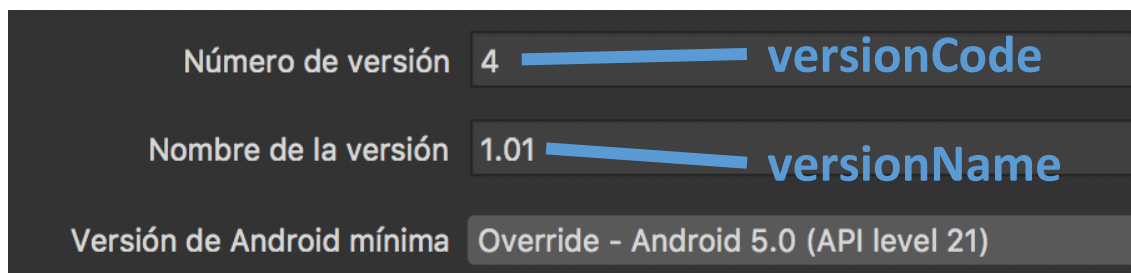 Número de versión 4 versionCode
Nombre de la versión 1.01 versionName
Versión de Android mínima Override - Android 5.0 (API level 21)